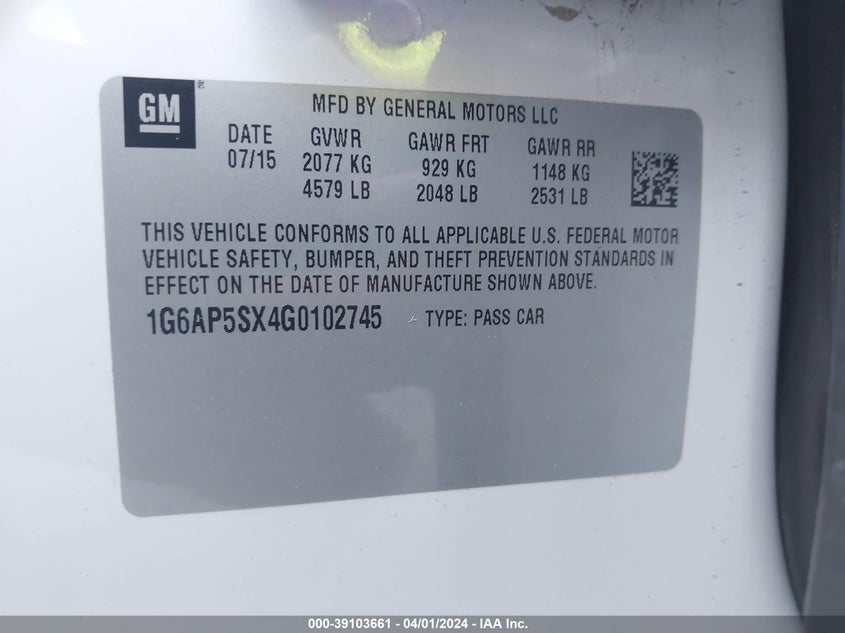 GM ®
MFD BY GENERAL MOTORS LLC
DATE GVWR GAWR FRT GAWR RR
07/15 2077 KG 929 KG 1148 KG
4579 LB 2048 LB 2531 LB
THIS VEHICLE CONFORMS TO ALL APPLICABLE U.S. FEDERAL MOTOR
VEHICLE SAFETY, BUMPER, AND THEFT PREVENTION STANDARDS IN
EFFECT ON THE DATE OF MANUFACTURE SHOWN ABOVE.
1G6AP5SX4G0102745 TYPE: PASS CAR
000-39103661 - 04/01/2024 - IAA Inc.